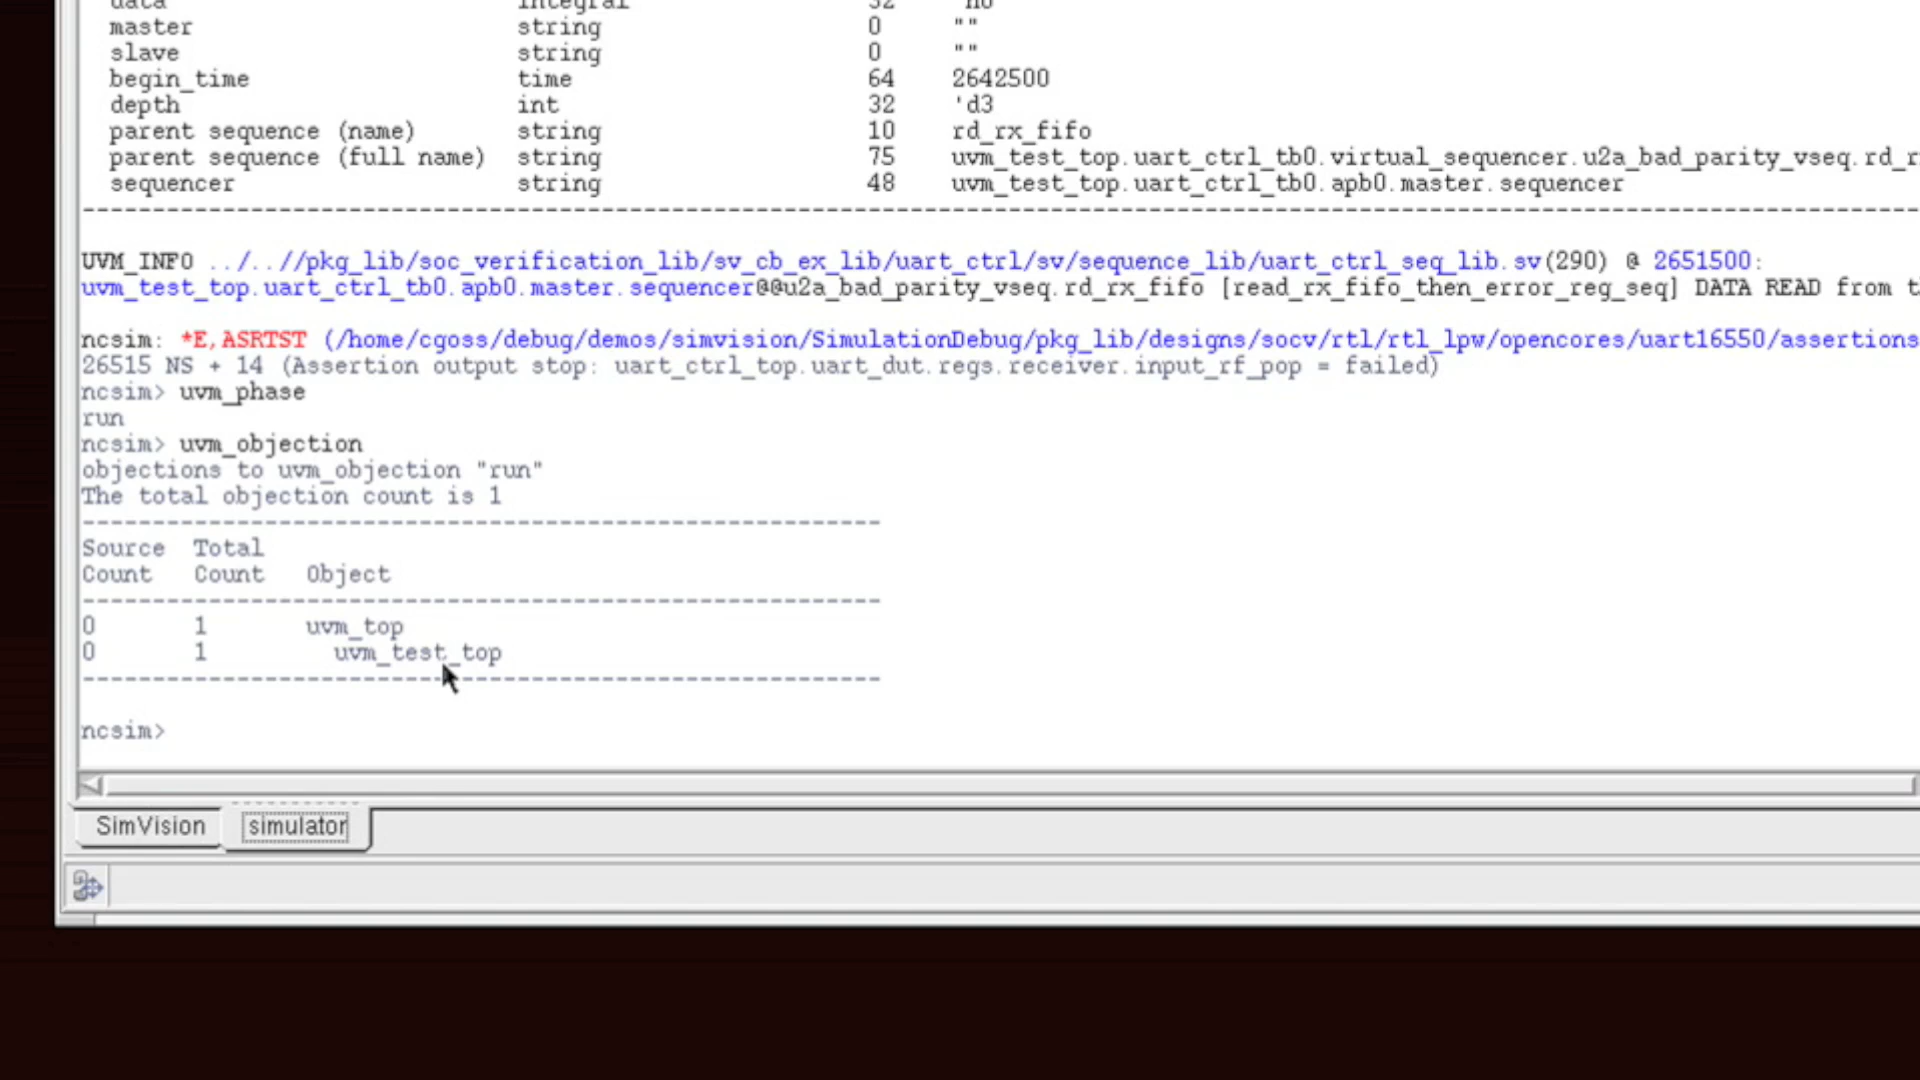 data integral 32 'h0
master string 0 ""
slave string 0 ""
begin_time time 64 2642500
depth int 32 'd3
parent sequence (name) string 10 rd_rx_fifo
parent sequence (full name) string 75 uvm_test_top.uart_ctrl_tb0.virtual_sequencer.u2a_bad_parity_vseq.rd_r
sequencer string 48 uvm_test_top.uart_ctrl_tb0.apb0.master.sequencer
UVM_INFO ../..//pkg_lib/soc_verification_lib/sv_cb_ex_lib/uart_ctrl/sv/sequence_lib/uart_ctrl_seq_lib.sv(290) @ 2651500:
uvm_test_top.uart_ctrl_tb0.apb0.master.sequencer@@u2a_bad_parity_vseq.rd_rx_fifo [read_rx_fifo_then_error_reg_seq] DATA READ from
ncsim: *E,ASRTST (/home/cgoss/debug/demos/simvision/SimulationDebug/pkg_lib/designs/socv/rtl/rtl_lpw/opencores/uart16550/assertions
26515 NS + 14 (Assertion output stop: uart_ctrl_top.uart_dut.regs.receiver.input_rf_pop = failed)
ncsim> uvm_phase
run
ncsim> uvm_objection
objections to uvm_objection "run"
The total objection count is 1
---------------------------------------------------------
Source Total
Count Count Object
---------------------------------------------------------
0 1 uvm_top
0 1 uvm_test_top
---------------------------------------------------------
ncsim>
SimVision simulator